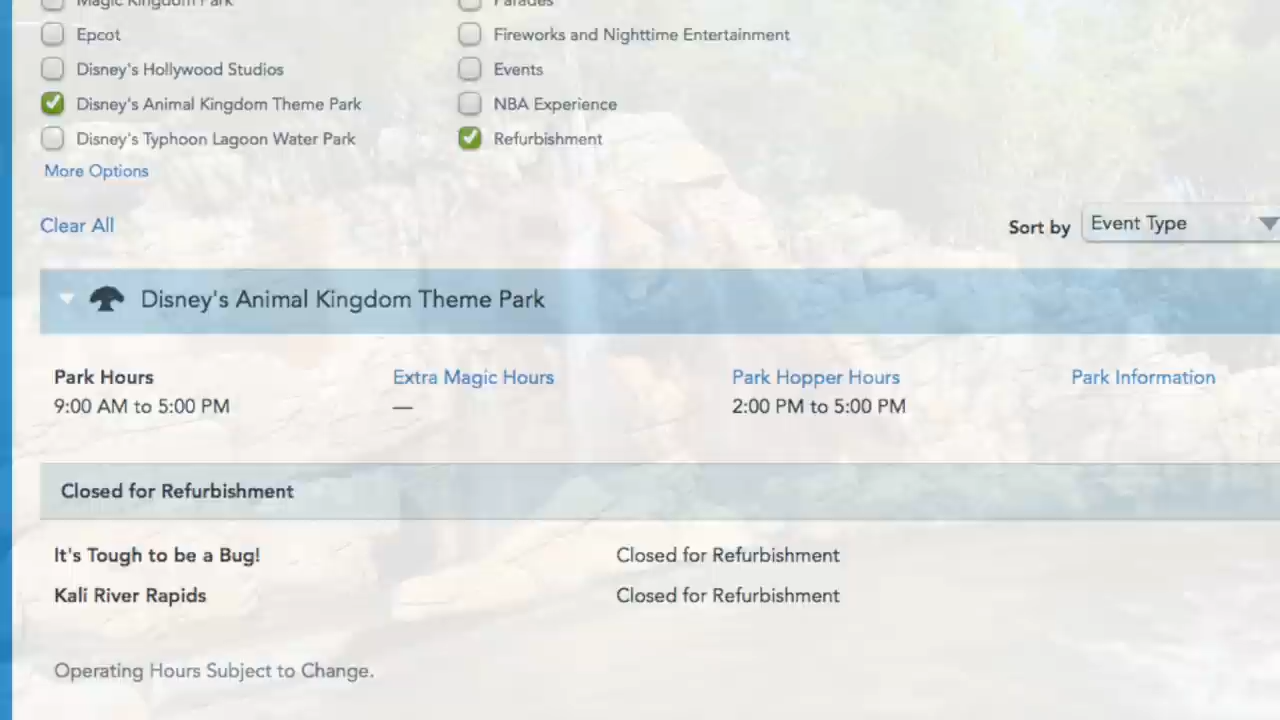 Magic Kingdom Park
Parades
Epcot
Fireworks and Nighttime Entertainment
Disney's Hollywood Studios
Events
Disney's Animal Kingdom Theme Park
NBA Experience
Disney's Typhoon Lagoon Water Park
Refurbishment
More Options
Clear All
Sort by Event Type
Disney's Animal Kingdom Theme Park
Park Hours Extra Magic Hours Park Hopper Hours Park Information
9:00 AM to 5:00 PM — 2:00 PM to 5:00 PM
Closed for Refurbishment
It's Tough to be a Bug! Closed for Refurbishment
Kali River Rapids Closed for Refurbishment
Operating Hours Subject to Change.